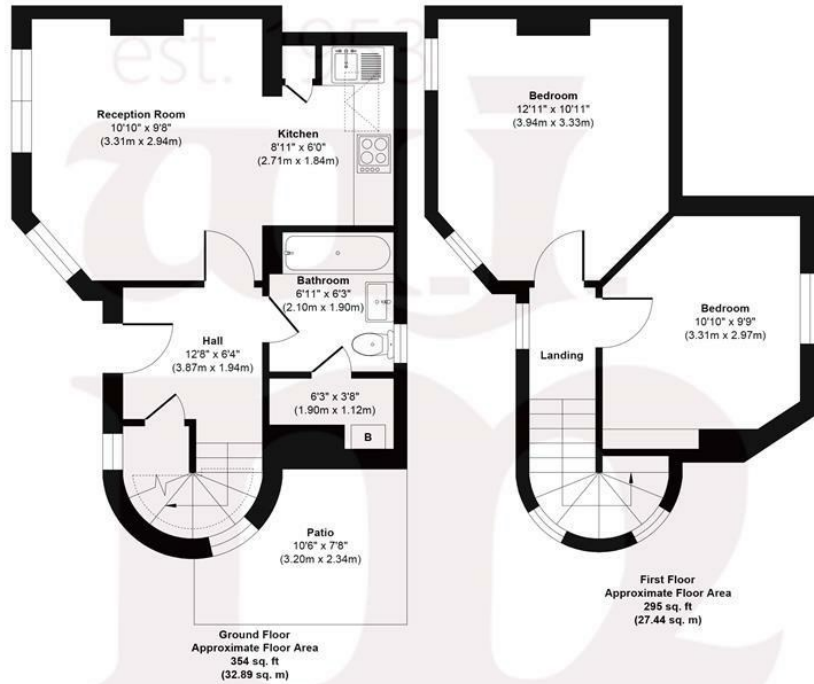 est. 1953
Reception Room
10'10" x 9'8"
(3.31m x 2.94m)
Kitchen
8'11" x 6'0"
(2.71m x 1.84m)
Bathroom
6'11" x 6'3"
(2.10m x 1.90m)
Hall
12'8" x 6'4"
(3.87m x 1.94m)
6'3" x 3'8"
(1.90m x 1.12m)
B
Patio
10'6" x 7'8"
(3.20m x 2.34m)
Ground Floor
Approximate Floor Area
354 sq. ft
(32.89 sq. m)
Bedroom
12'11" x 10'11"
(3.94m x 3.33m)
Bedroom
10'10" x 9'9"
(3.31m x 2.97m)
Landing
First Floor
Approximate Floor Area
295 sq. ft
(27.44 sq. m)